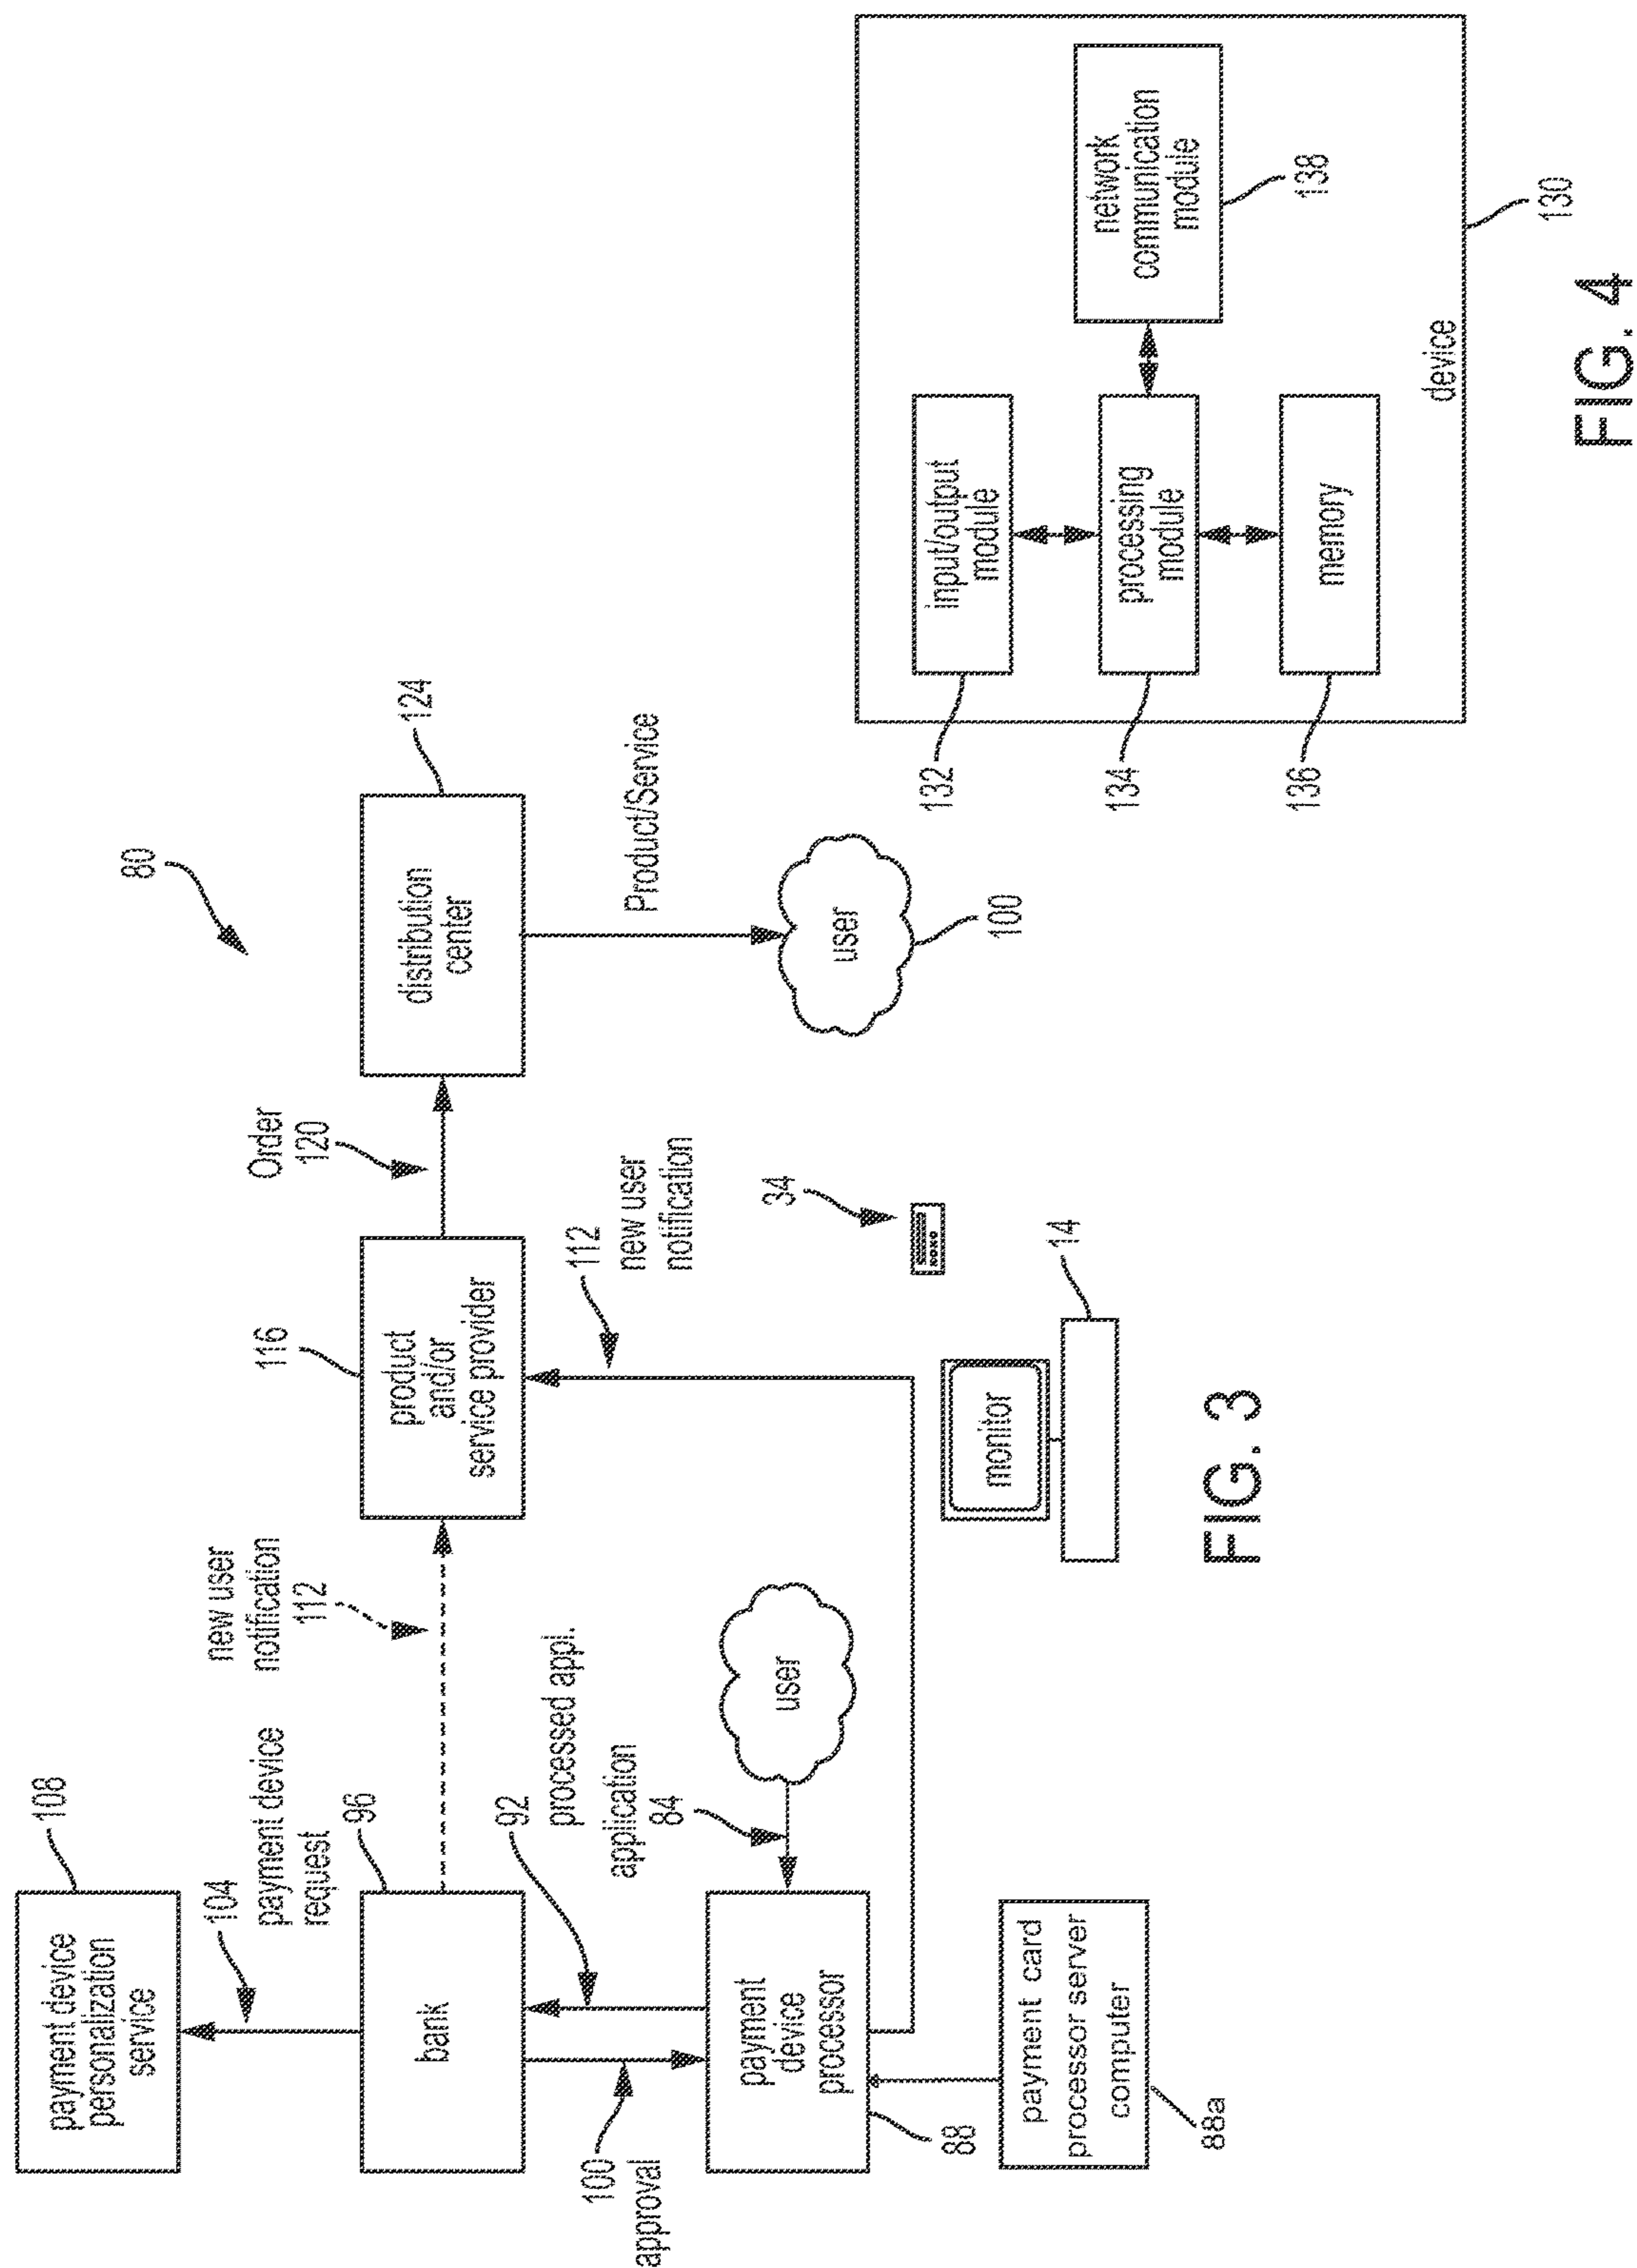 80
payment device
personalization
service
108
104
payment device
request
bank
96
new user
notification
112
product
and/or
service provider
116
Order
120
distribution
center
124
Product/Service
user
100
100
approval
92
processed appl.
application
84
user
payment
device
processor
88
112
new user
notification
34
monitor
14
payment card
processor server
computer
88a
FIG. 3
input/output
module
132
processing
module
134
memory
136
network
communication
module
138
device
130
FIG. 4